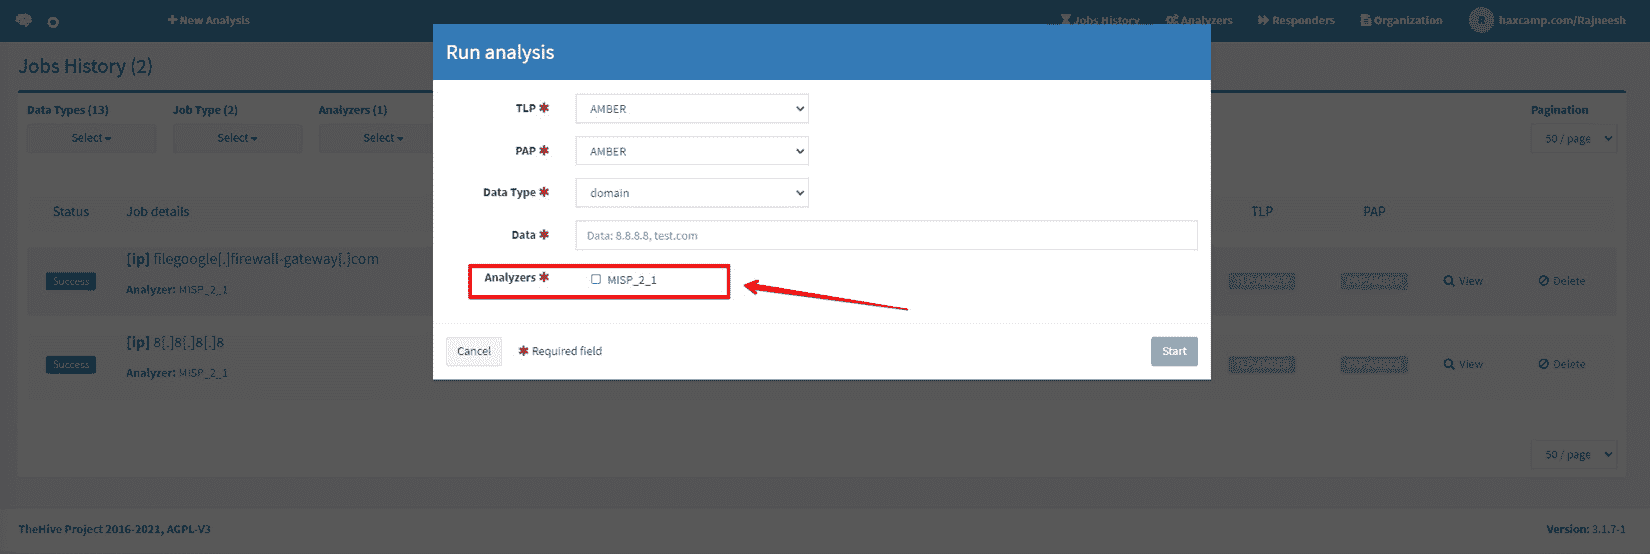 + New Analysis
Jobs History Analyzers Responders Organization haxcamp.com/Rajneesh
Run analysis
Jobs History (2)
TLP * AMBER
Data Types (13) Job Type (2) Analyzers (1) Pagination
Select Select Select 50 / page
PAP * AMBER
Data Type * domain
Status Job details TLP PAP
Data * Data: 8.8.8.8, test.com
[ip] filegoogle[.]firewall-gateway[.]com
Analyzers * MISP_2_1
Success Analyzer: MISP_2_1 View Delete
[ip] 8[.]8[.]8[.]8
Cancel * Required field Start
Success Analyzer: MISP_2_1 View Delete
50 / page
TheHive Project 2016-2021, AGPL-V3 Version: 3.1.7-1